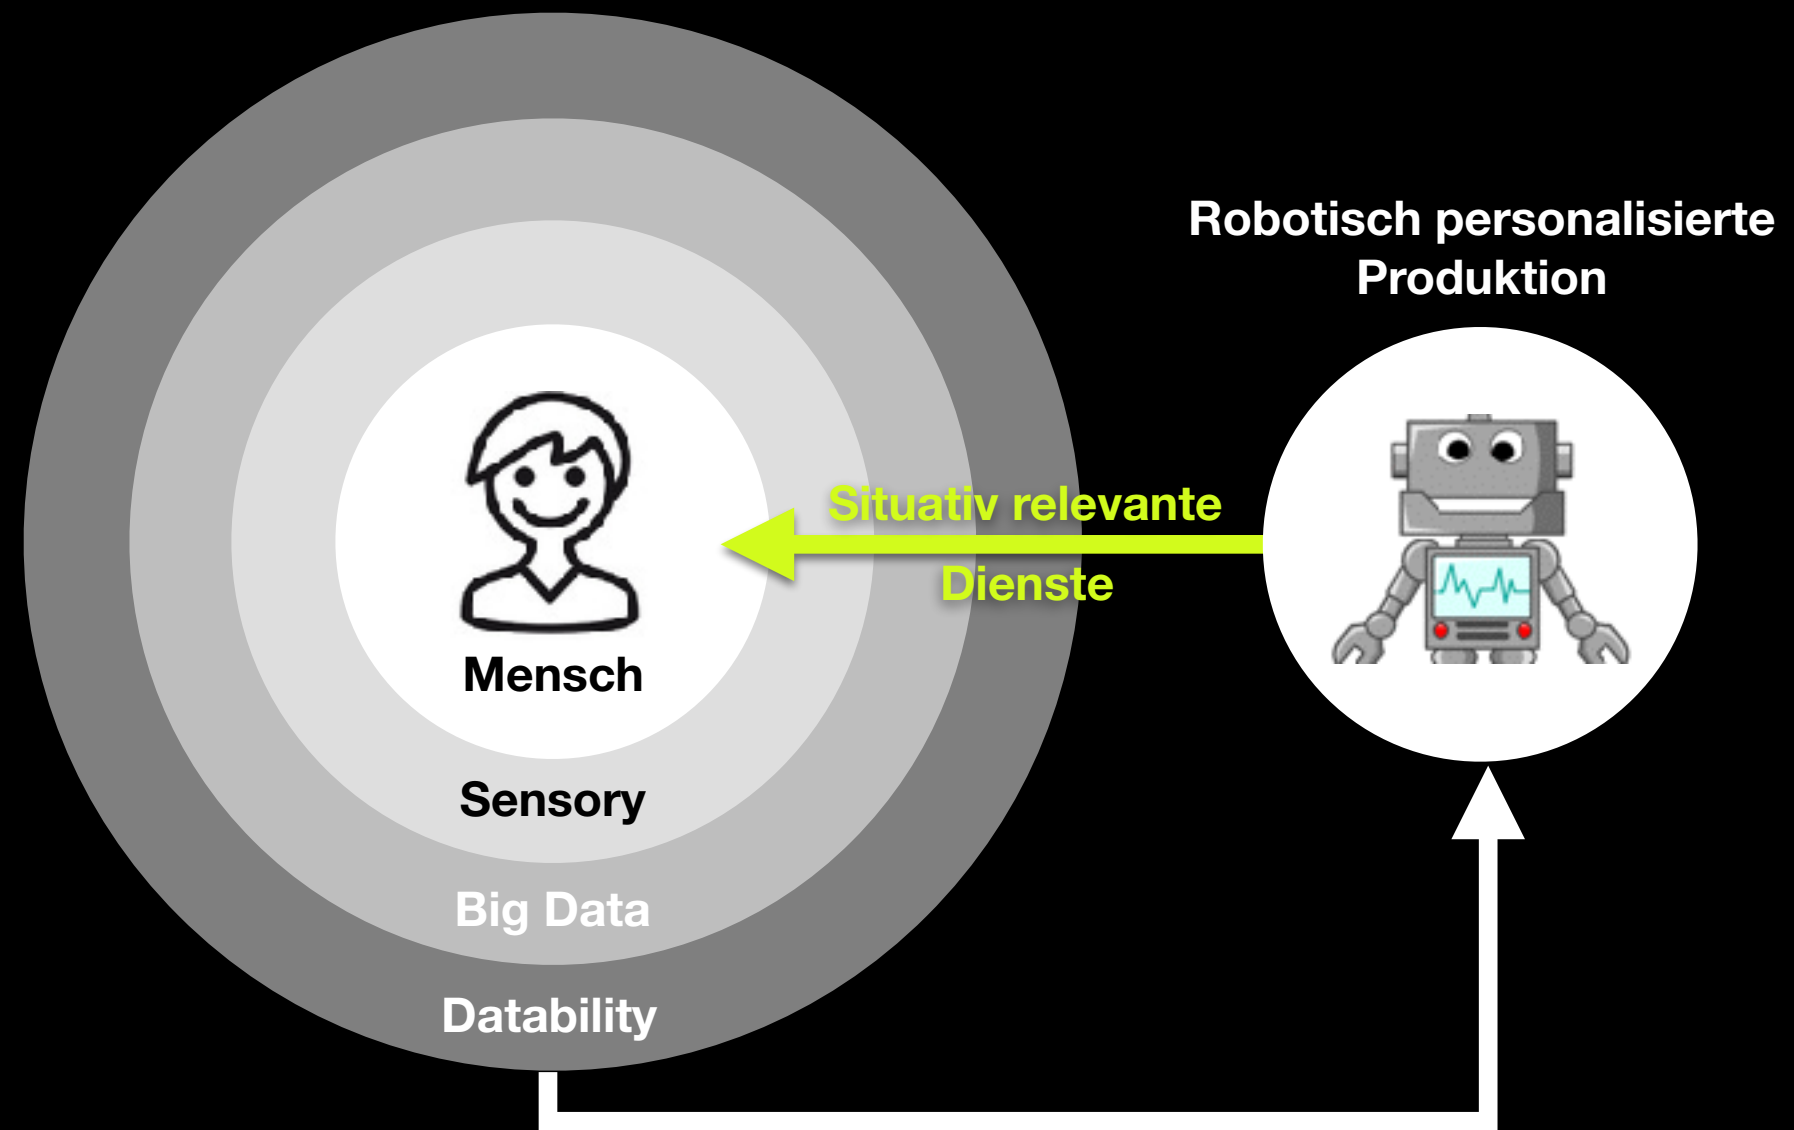 Robotisch personalisierte
Produktion
Situativ relevante
Dienste
Mensch
Sensory
Big Data
Datability